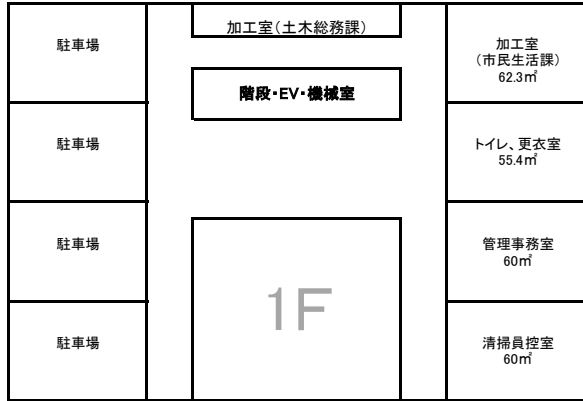 駐車場
加工室(土木総務課)
加工室
(市民生活課)
62.3㎡
階段・EV・機械室
駐車場
トイレ、更衣室
55.4㎡
駐車場
管理事務室
60㎡
1F
駐車場
清掃員控室
60㎡